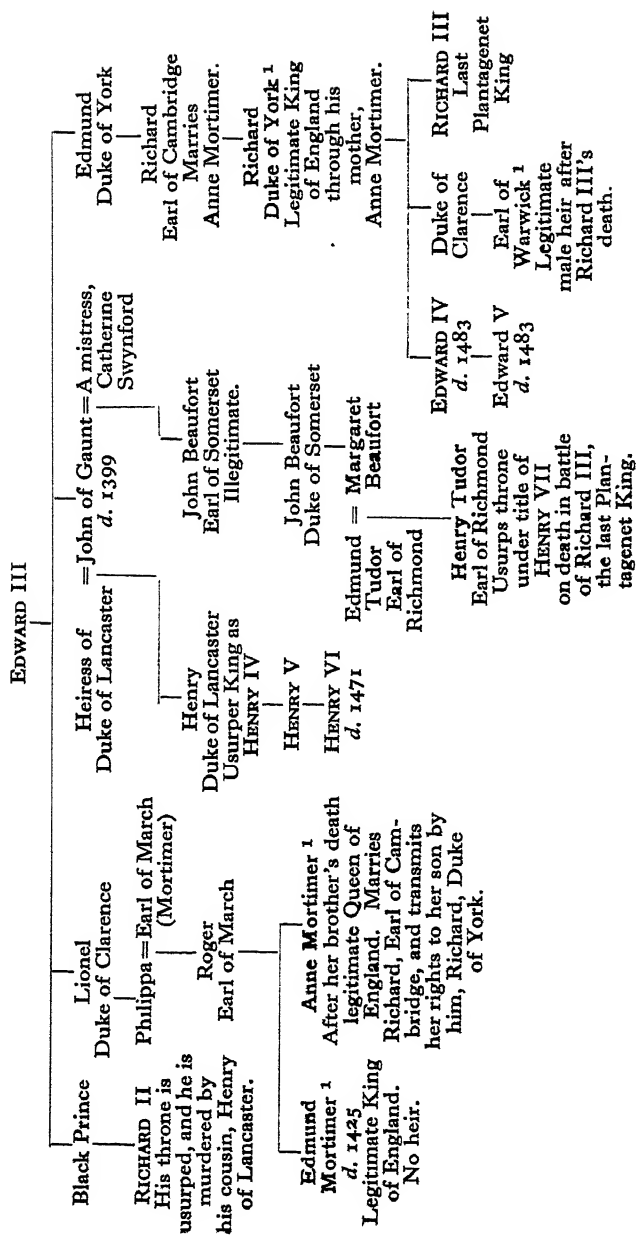 EDWARD III
Black Prince
RICHARD II
His throne is
usurped, and he is
murdered by
his cousin, Henry
of Lancaster.
Lionel
Duke of Clarence
Philippa = Earl of March
(Mortimer)
Roger
Earl of March
Edmund
Mortimer ¹
d. 1425
Legitimate King
of England.
No heir.
Anne Mortimer ¹
After her brother's death
legitimate Queen of
England. Marries
Richard, Earl of Cam-
bridge, and transmits
her rights to her son by
him, Richard, Duke
of York.
Heiress of
Duke of Lancaster
= John of Gaunt = A mistress,
d. 1399
Catherine
Swynford
Henry
Duke of Lancaster
Usurper King as
HENRY IV
HENRY V
HENRY VI
d. 1471
John Beaufort
Earl of Somerset
Illegitimate.
John Beaufort
Duke of Somerset
Edmund = Margaret
Tudor
Beaufort
Earl of
Richmond
Henry Tudor
Earl of Richmond
Usurps throne
under title of
HENRY VII
on death in battle
of Richard III,
the last Plan-
tagenet King.
Edmund
Duke of York
Richard
Earl of Cambridge
Marries
Anne Mortimer.
Richard
Duke of York ¹
Legitimate King
of England
through his
mother,
Anne Mortimer.
EDWARD IV
d. 1483
Edward V
d. 1483
Duke of
Clarence
Earl of
Warwick ¹
Legitimate
male heir after
Richard III's
death.
RICHARD III
Last
Plantagenet
King